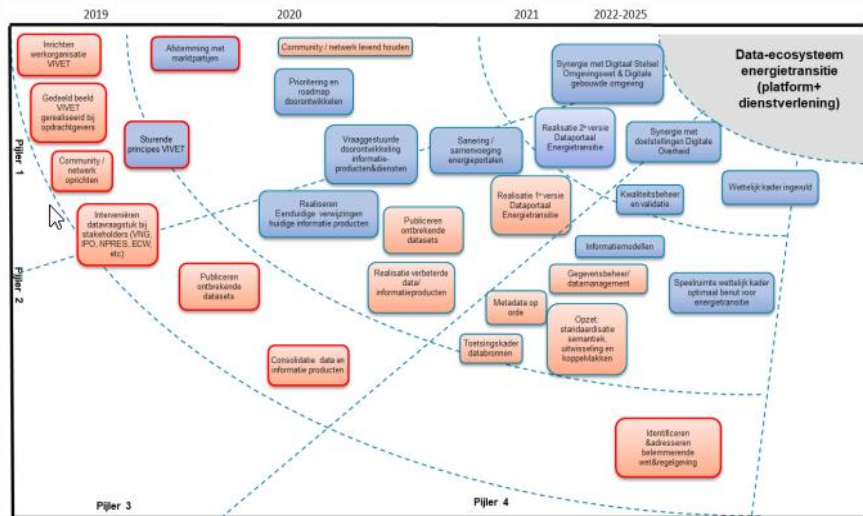 2019
2020
2021
2022-2025
Inrichten
werkorganisatie
VIVET
Afstemming met
marktpartijen
Community / netwerk levend houden
Synergie met Digitaal Stelsel
Omgevingswet & Digitale
gebouwde omgeving
Data-ecosysteem
energietransitie
(platform+
dienstverlening)
Prioritering en
roadmap
doorontwikkelen
Gedeeld beeld
VIVET
gerealiseerd bij
opdrachtgevers
Sturende
principes VIVET
Vraaggestuurde
doorontwikkeling
informatie-
producten&diensten
Sanering /
samenvoeging
energieportalen
Realisatie 2e versie
Dataportaal
Energietransitie
Synergie met
doelstellingen Digitale
Overheid
Pijler 1
Community /
netwerk
oprichten
Realisatie 1e versie
Dataportaal
Energietransitie
Kwaliteitsbeheer
en validatie
Wettelijk kader ingevuld
Interveniëren
datavraagstuk bij
stakeholders (VNG,
IPO, NPRES, ECW,
etc)
Realiseren
Eenduidige verwijzingen
huidige informatie producten
Publiceren
ontbrekende
datasets
Informatiemodellen
Pijler 2
Publiceren
ontbrekende
datasets
Realisatie verbeterde
data/
informatieproducten
Gegevensbeheer/
datamanagement
Speelruimte wettelijk kader
optimaal benut voor
energietransitie
Metadata op
orde
Opzet:
standaardisatie
semantiek,
uitwisseling en
koppelvlakken
Consolidatie data en
informatie producten
Toetsingskader
databronnen
Identificeren
&adresseren
belemmerende
wet&regelgeving
Pijler 3
Pijler 4